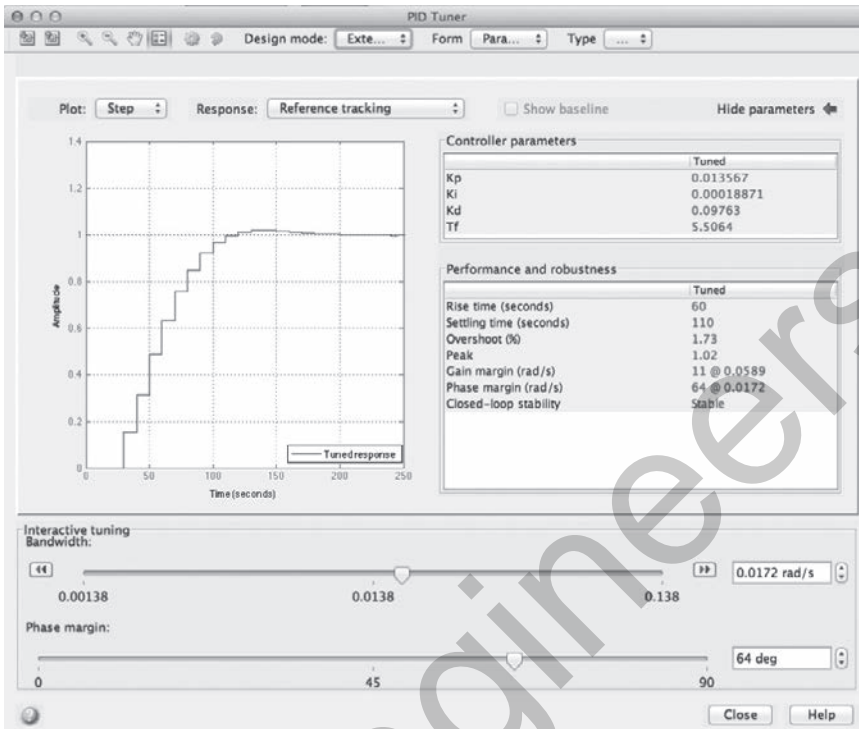 PID Tuner
Design mode: Exte... Form Para... Type ...
Plot: Step Response: Reference tracking Show baseline Hide parameters
1.4
1.2
1
0.8
0.6
0.4
0.2
0
Amplitude
0 50 100 150 200 250
Time (seconds)
Tuned response
Controller parameters
Tuned
Kp 0.013567
Ki 0.00018871
Kd 0.09763
Tf 5.5064
Performance and robustness
Tuned
Rise time (seconds) 60
Settling time (seconds) 110
Overshoot (%) 1.73
Peak 1.02
Gain margin (rad/s) 11 @ 0.0589
Phase margin (rad/s) 64 @ 0.0172
Closed-loop stability Stable
Interactive tuning
Bandwidth:
0.00138 0.0138 0.138
0.0172 rad/s
Phase margin:
0 45 90
64 deg
Close Help
engineers